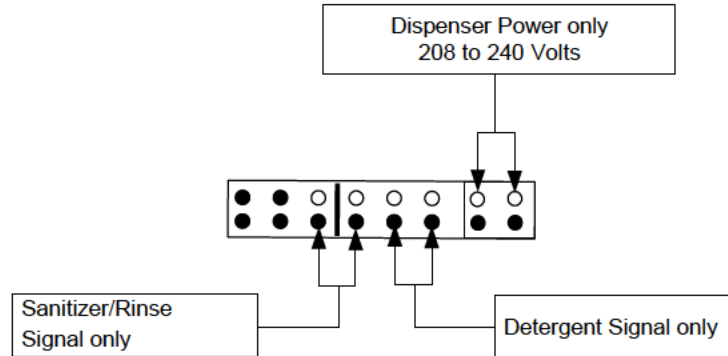 Dispenser Power only
208 to 240 Volts
Sanitizer/Rinse
Signal only
Detergent Signal only